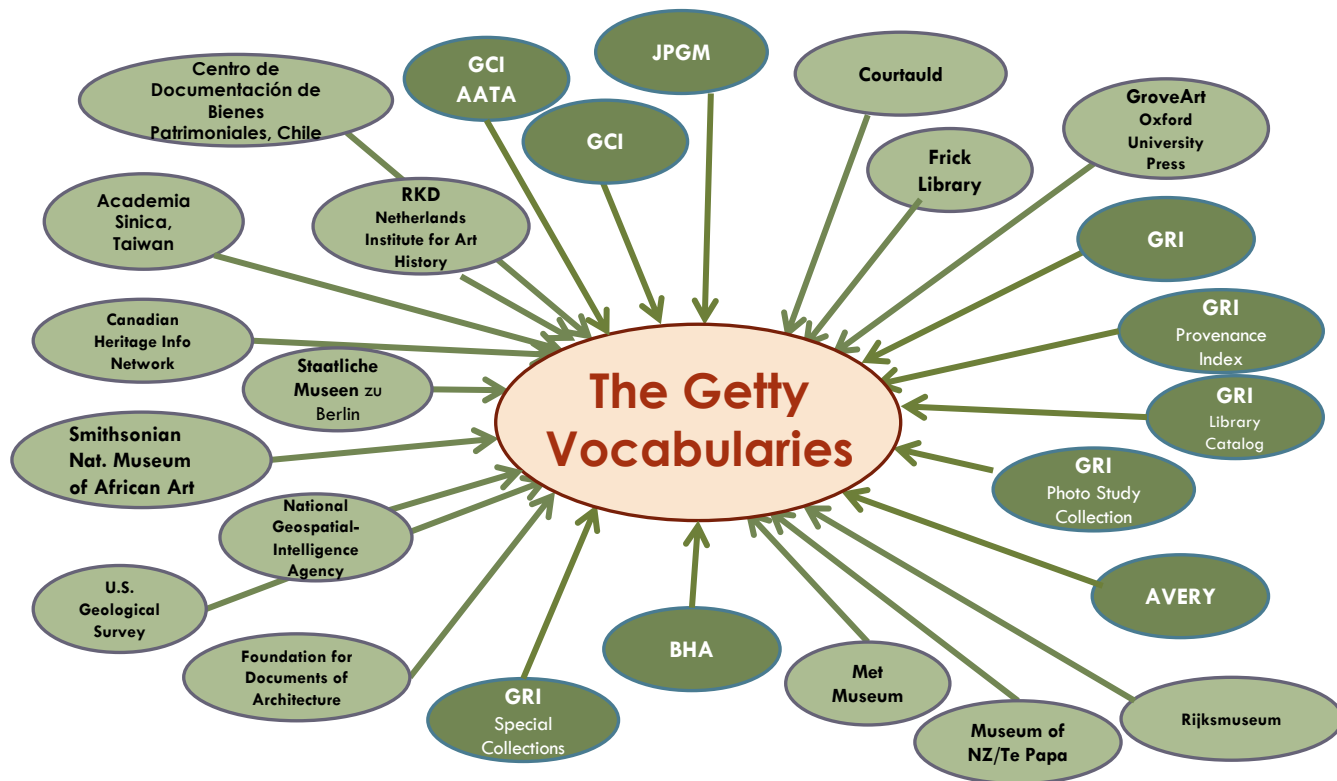 Centro de
Documentación de
Bienes
Patrimoniales, Chile
GCI
AATA
JPGM
GCI
Courtauld
GroveArt
Oxford
University
Press
Frick
Library
RKD
Netherlands
Institute for Art
History
Academia
Sinica,
Taiwan
GRI
Canadian
Heritage Info
Network
GRI
Provenance
Index
Staatliche
Museen zu
Berlin
The Getty
Vocabularies
GRI
Library
Catalog
Smithsonian
Nat. Museum
of African Art
GRI
Photo Study
Collection
National
Geospatial-
Intelligence
Agency
U.S.
Geological
Survey
AVERY
Foundation for
Documents of
Architecture
BHA
GRI
Special
Collections
Met
Museum
Museum of
NZ/Te Papa
Rijksmuseum